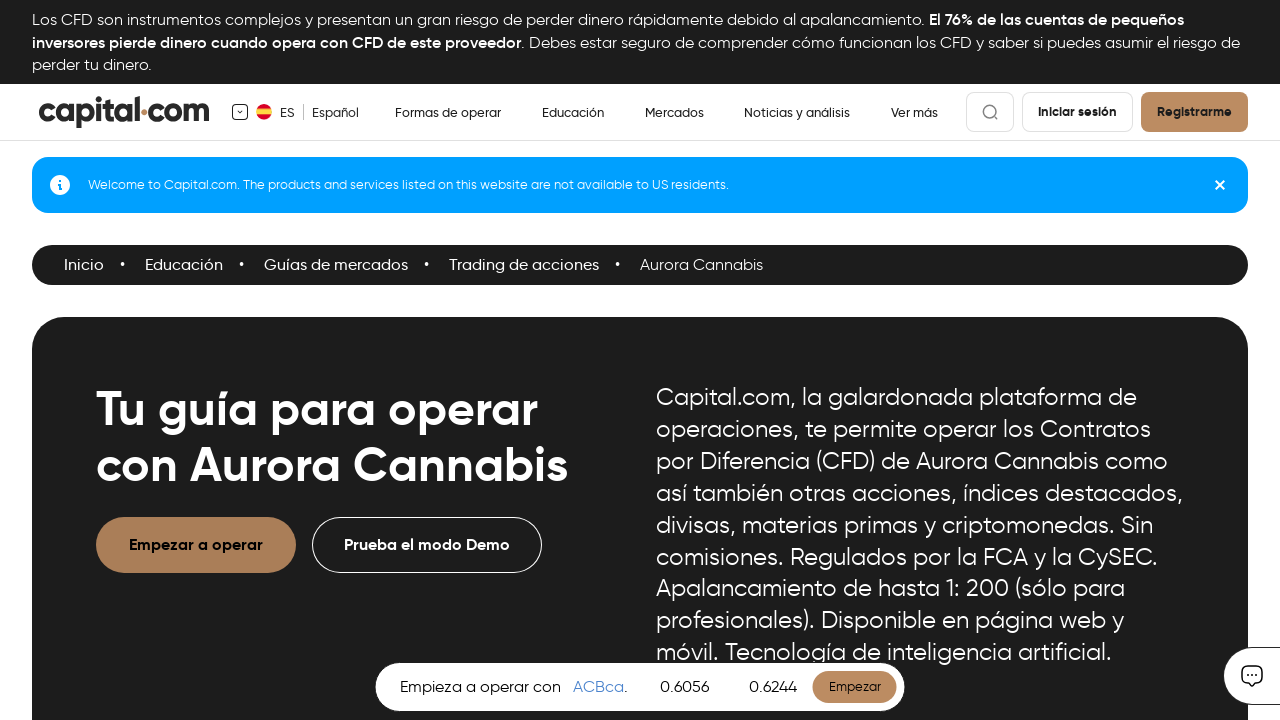 Los CFD son instrumentos complejos y presentan un gran riesgo de perder dinero rápidamente debido al apalancamiento. El 76% de las cuentas de pequeños
inversores pierde dinero cuando opera con CFD de este proveedor. Debes estar seguro de comprender cómo funcionan los CFD y saber si puedes asumir el riesgo de
perder tu dinero.
capital.com ES Español Formas de operar Educación Mercados Noticias y análisis Ver más Iniciar sesión Registrarme
Welcome to Capital.com. The products and services listed on this website are not available to US residents.
Inicio • Educación • Guías de mercados • Trading de acciones • Aurora Cannabis
Tu guía para operar
con Aurora Cannabis
Empezar a operar Prueba el modo Demo
Capital.com, la galardonada plataforma de
operaciones, te permite operar los Contratos
por Diferencia (CFD) de Aurora Cannabis como
así también otras acciones, índices destacados,
divisas, materias primas y criptomonedas. Sin
comisiones. Regulados por la FCA y la CySEC.
Apalancamiento de hasta 1: 200 (sólo para
profesionales). Disponible en página web y
móvil. Tecnología de inteligencia artificial.
Empieza a operar con ACBca. 0.6056 0.6244 Empezar